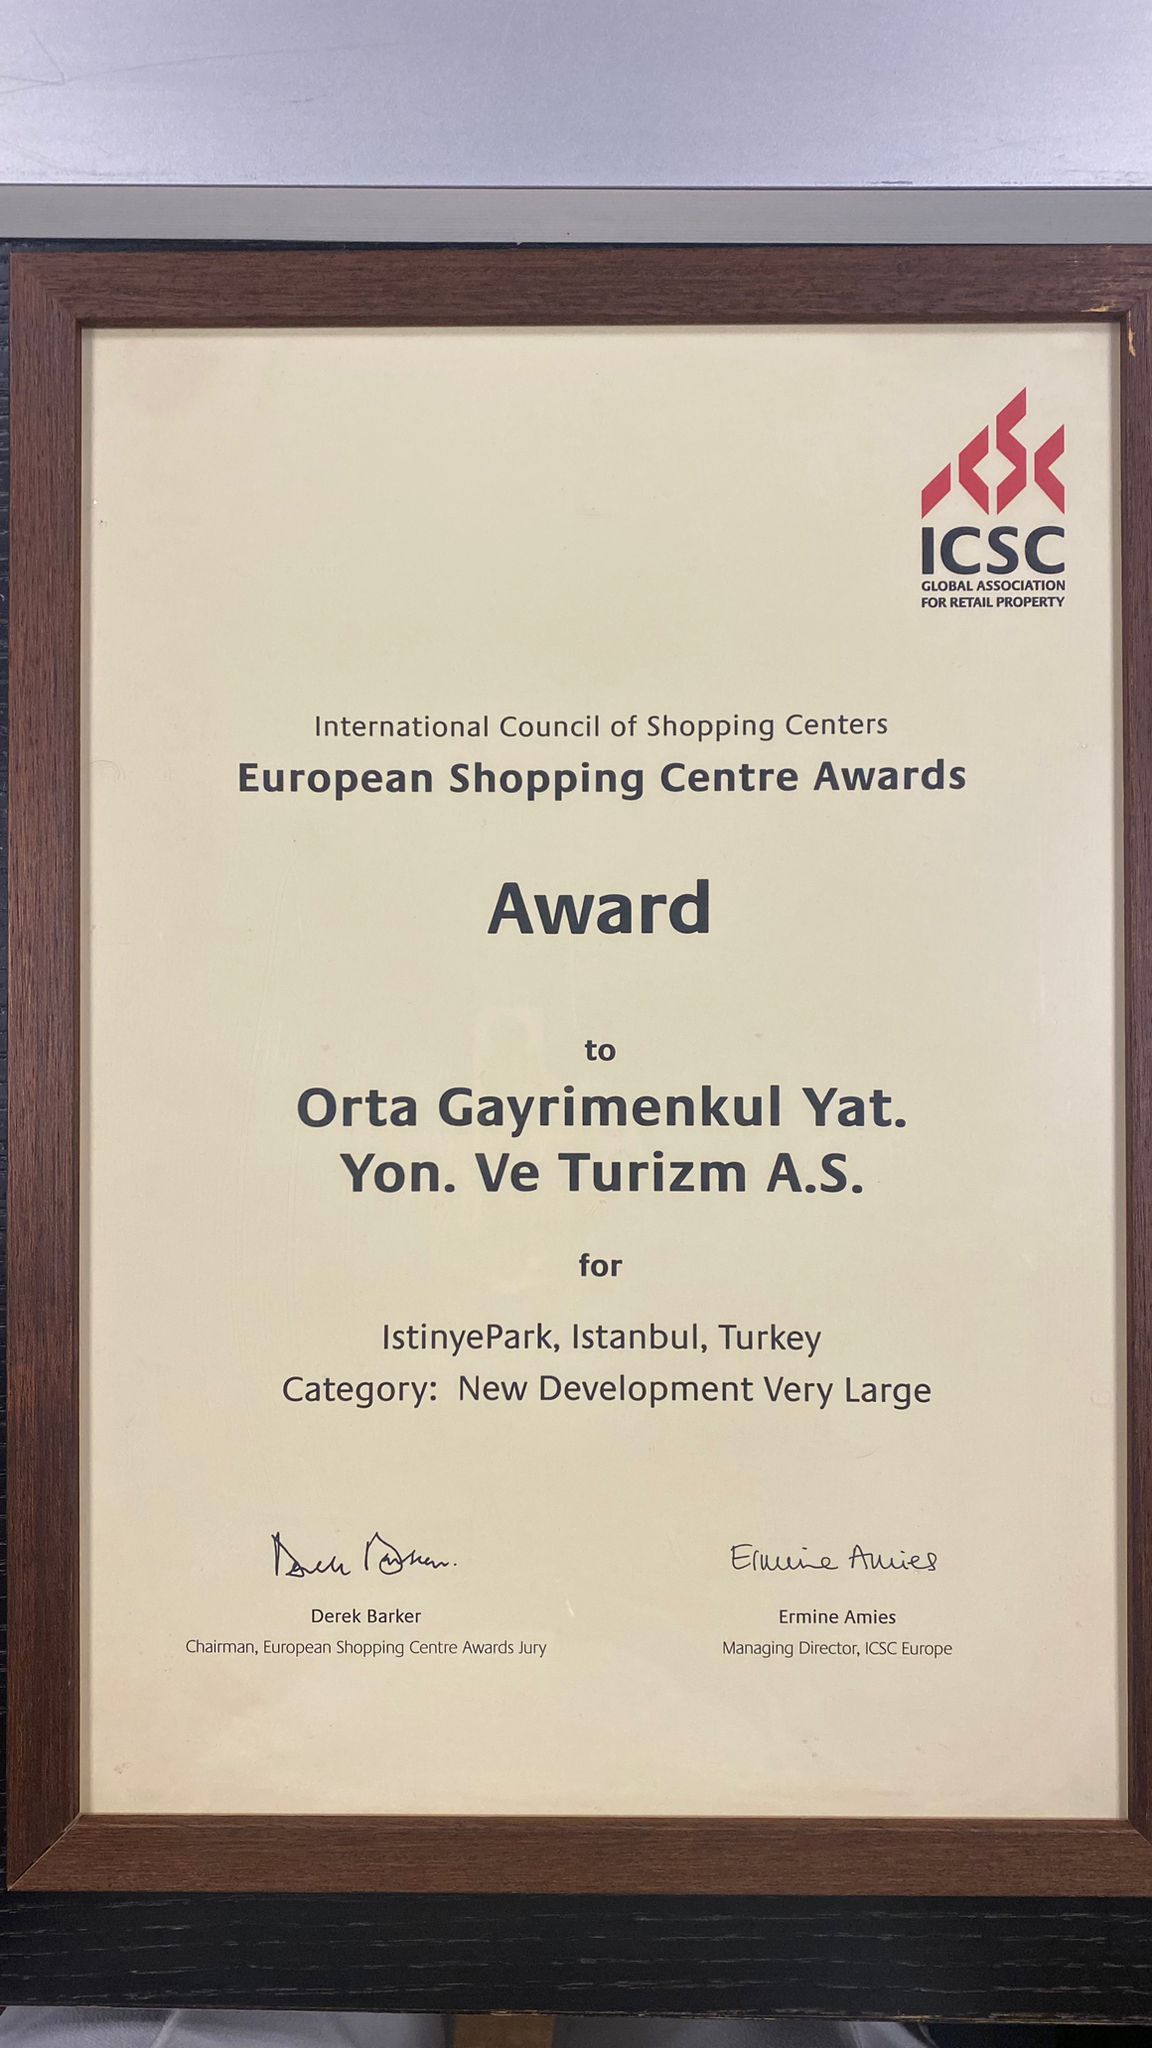 ICSC
GLOBAL ASSOCIATION
FOR RETAIL PROPERTY
International Council of Shopping Centers
European Shopping Centre Awards
Award
to
Orta Gayrimenkul Yat.
Yon. Ve Turizm A.S.
for
IstinyePark, Istanbul, Turkey
Category: New Development Very Large
Derek Barker
Ermine Amies
Derek Barker
Chairman, European Shopping Centre Awards Jury
Ermine Amies
Managing Director, ICSC Europe